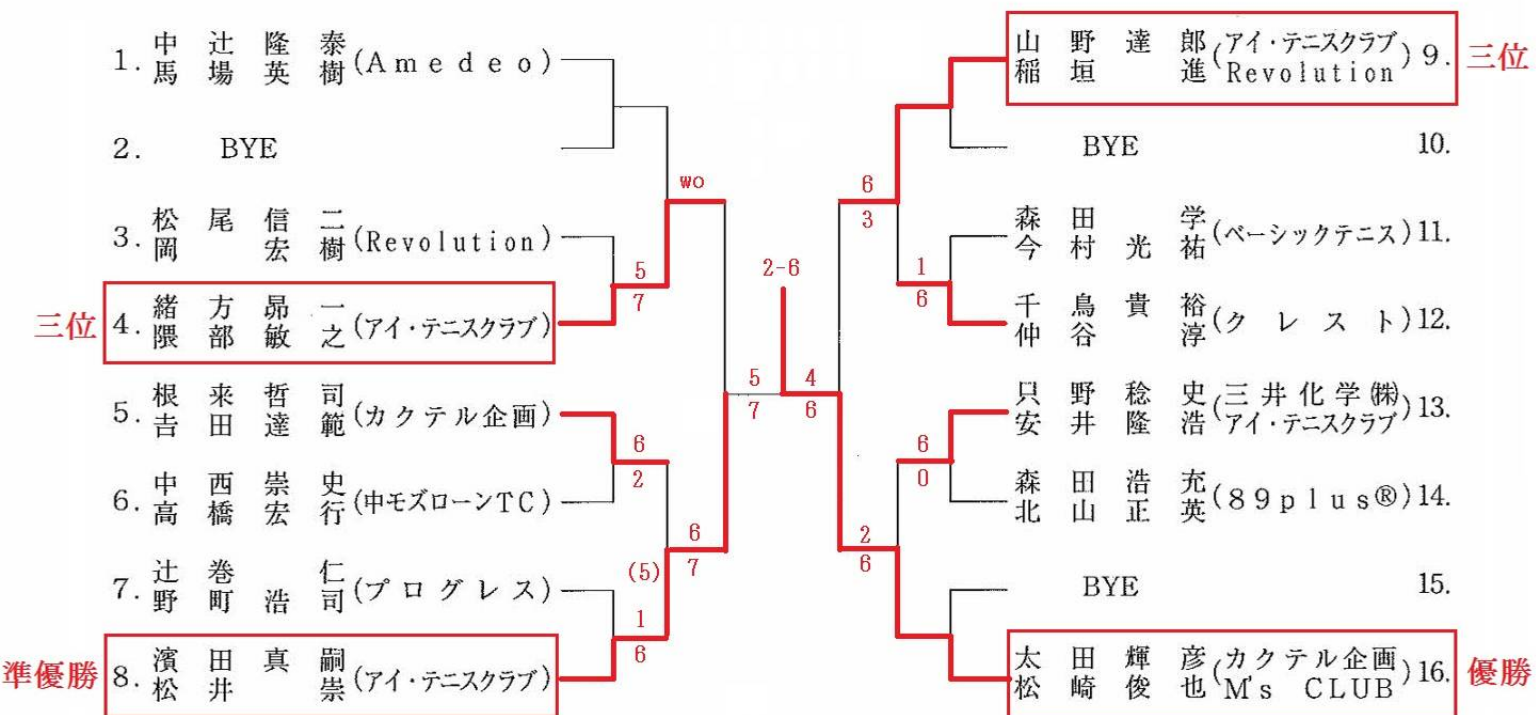 1. 中辻隆泰 (Amedeo)
馬場英樹
2. BYE
3. 松尾信二 (Revolution)
岡宏樹
三位 4. 緒方昴一 (アイ・テニスクラブ)
隈部敏之
5. 根来哲司 (カクテル企画)
吉田達範
6. 中西崇史 (中モズローンTC)
高橋宏行
7. 辻巻仁 (プログレス)
野町浩司
準優勝 8. 濱田真嗣 (アイ・テニスクラブ)
松井崇
wo
5
7
6
2
1
6
6
(5) 7
5
7
2-6
4
6
山野達郎 (アイ・テニスクラブ) 9. 三位
稲垣進 Revolution
BYE 10.
森田学 (ベーシックテニス) 11.
今村光祐
千鳥貴裕 (クレスト) 12.
仲谷淳
只野稔史 (三井化学㈱) 13.
安井隆浩 アイ・テニスクラブ
森田浩充 (89plus®) 14.
北山正英
BYE 15.
太田輝彦 (カクテル企画) 16. 優勝
松崎俊也 M's CLUB
6
3
1
6
6
0
2
6